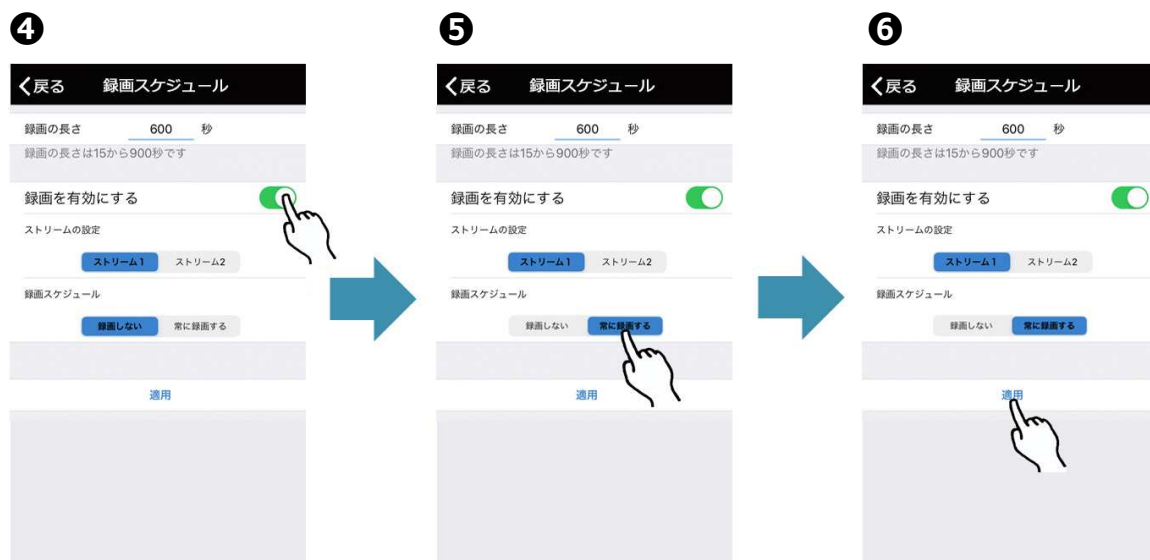 ❹
く戻る 録画スケジュール
録画の長さ 600 秒
録画の長さは15から900秒です
録画を有効にする
ストリームの設定
ストリーム1 ストリーム2
録画スケジュール
録画しない 常に録画する
適用
❺
く戻る 録画スケジュール
録画の長さ 600 秒
録画の長さは15から900秒です
録画を有効にする
ストリームの設定
ストリーム1 ストリーム2
録画スケジュール
録画しない 常に録画する
適用
❻
く戻る 録画スケジュール
録画の長さ 600 秒
録画の長さは15から900秒です
録画を有効にする
ストリームの設定
ストリーム1 ストリーム2
録画スケジュール
録画しない 常に録画する
適用